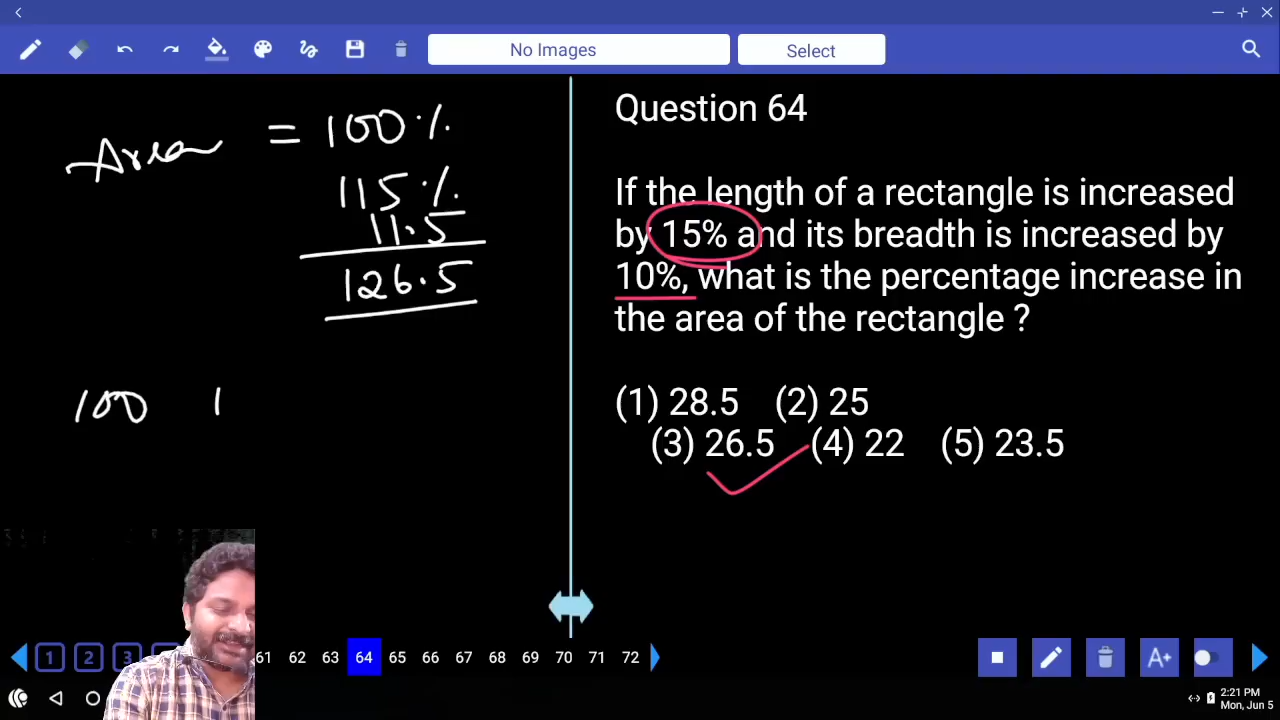 No Images
Select
Area = 100%
115%
11.5
126.5
100 1
Question 64
If the length of a rectangle is increased
by 15% and its breadth is increased by
10%, what is the percentage increase in
the area of the rectangle ?
(1) 28.5 (2) 25
(3) 26.5 (4) 22 (5) 23.5
1 2 3 61 62 63 64 65 66 67 68 69 70 71 72
A+
2:21 PM
Mon, Jun 5